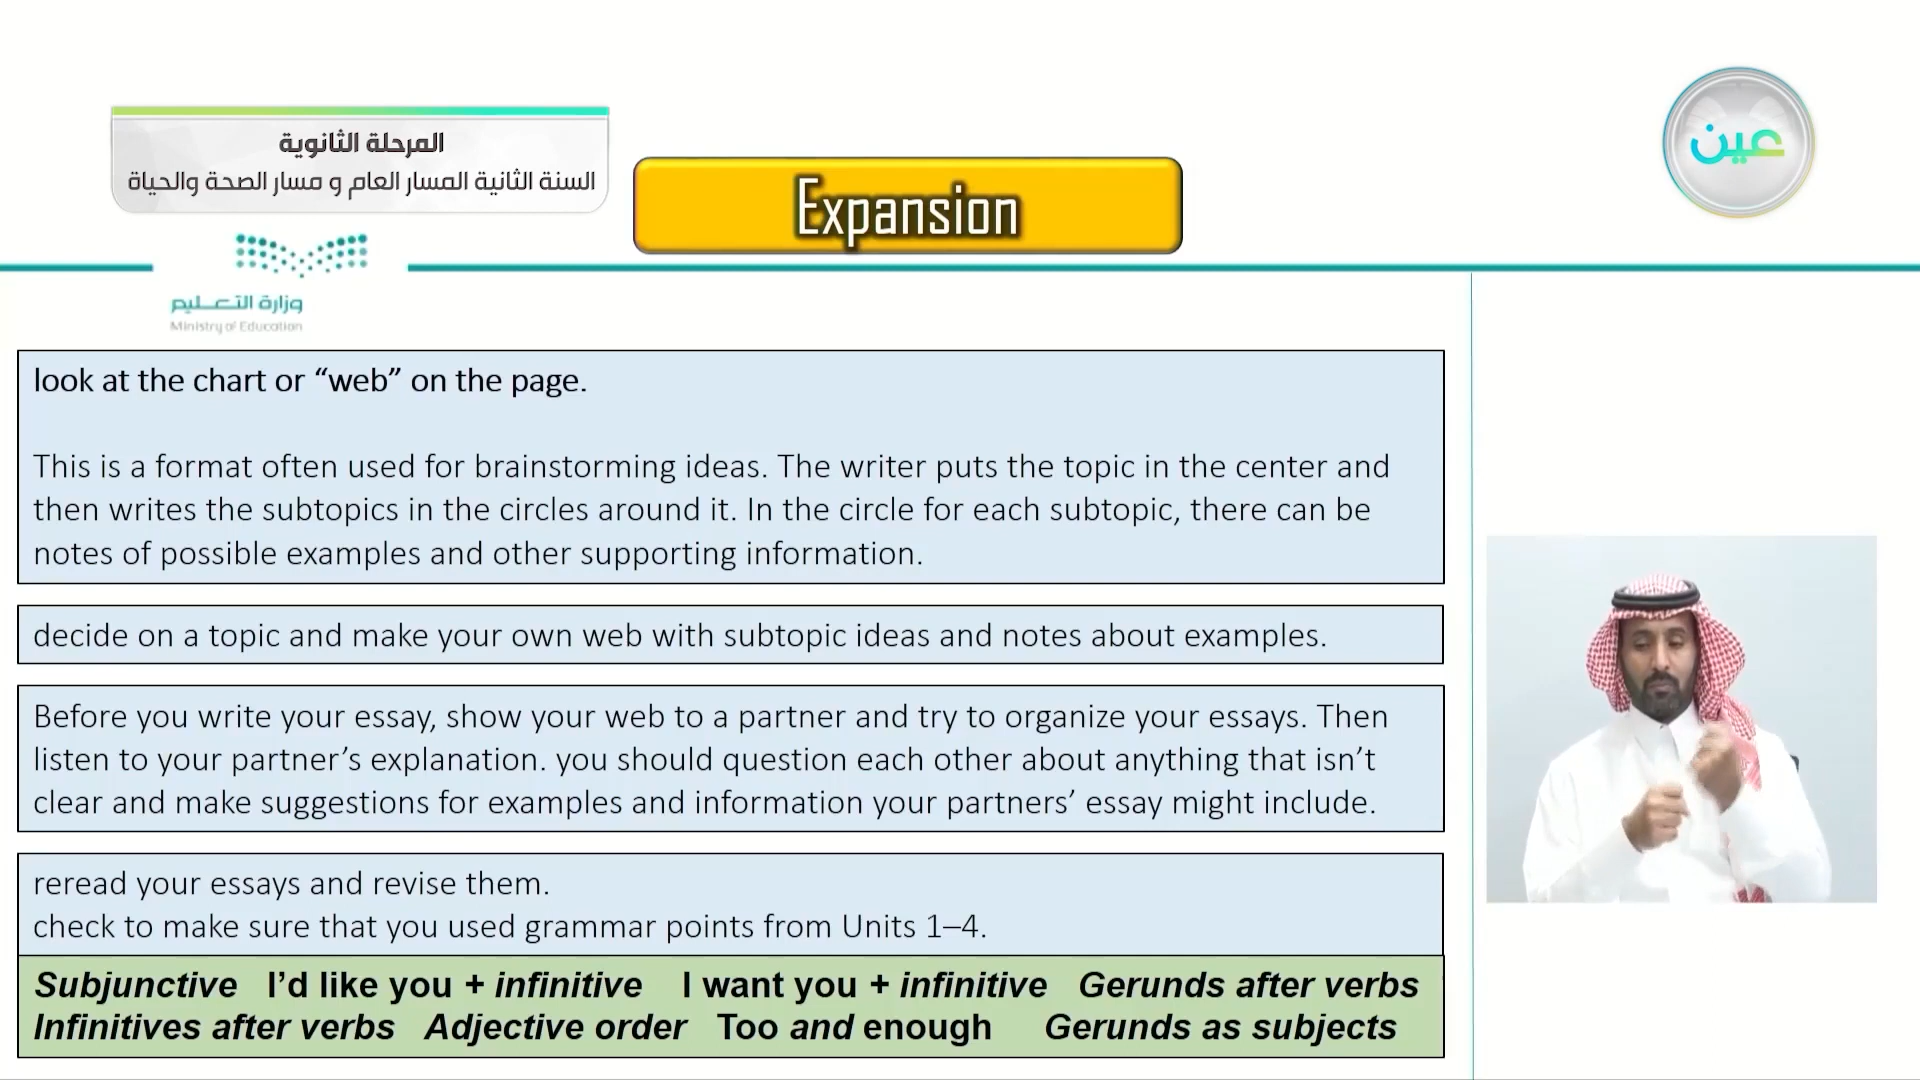 المرحلة الثانوية
السنة الثانية المسار العام و مسار الصحة والحياة
Expansion
عين
وزارة التعليم
Ministry of Education
look at the chart or “web” on the page.
This is a format often used for brainstorming ideas. The writer puts the topic in the center and
then writes the subtopics in the circles around it. In the circle for each subtopic, there can be
notes of possible examples and other supporting information.
decide on a topic and make your own web with subtopic ideas and notes about examples.
Before you write your essay, show your web to a partner and try to organize your essays. Then
listen to your partner’s explanation. you should question each other about anything that isn’t
clear and make suggestions for examples and information your partners’ essay might include.
reread your essays and revise them.
check to make sure that you used grammar points from Units 1–4.
Subjunctive I’d like you + infinitive I want you + infinitive Gerunds after verbs
Infinitives after verbs Adjective order Too and enough Gerunds as subjects